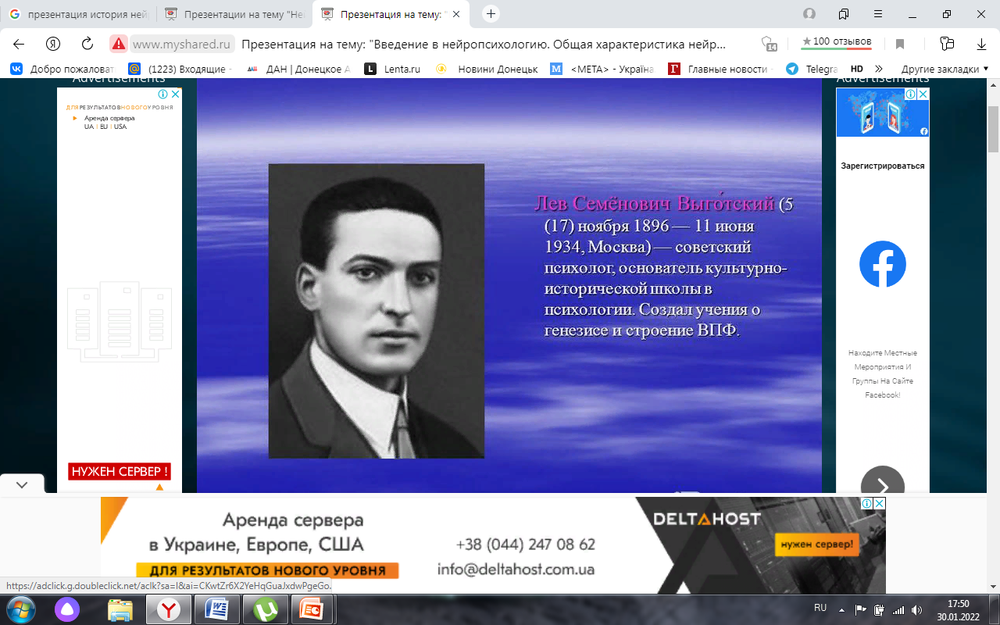 презентация история ней
Презентации на тему "Не
Презентация на тему: "
www.myshared.ru
Презентация на тему: "Введение в нейропсихологию. Общая характеристика нейр...
14
★100 отзывов
Добро пожаловат
(1223) Входящие -
ДАН | Донецкое А
Lenta.ru
Новини Донецьк
<META> - Україна
Главные новости -
Telegra
HD
Другие закладки
Advertisements
Advertisements
ДЛЯ РЕЗУЛЬТАТОВ НОВОГО УРОВНЯ
Аренда сервера
UA | EU | USA
НУЖЕН СЕРВЕР !
Лев Семёнович Выго́тский (5
(17) ноября 1896 — 11 июня
1934, Москва) — советский
психолог, основатель культурно-
исторической школы в
психологии. Создал учения о
генезисе и строение ВПФ.
Зарегистрироваться
Находите Местные
Мероприятия И
Группы На Сайте
Facebook!
Аренда сервера
в Украине, Европе, США
ДЛЯ РЕЗУЛЬТАТОВ НОВОГО УРОВНЯ
+38 (044) 247 08 62
info@deltahost.com.ua
DELTAHOST
нужен сервер!
https://adclick.g.doubleclick.net/aclk?sa=l&ai=CKwtZr6X2YeHqGuaJxdwPgeGo...
RU
17:50
30.01.2022